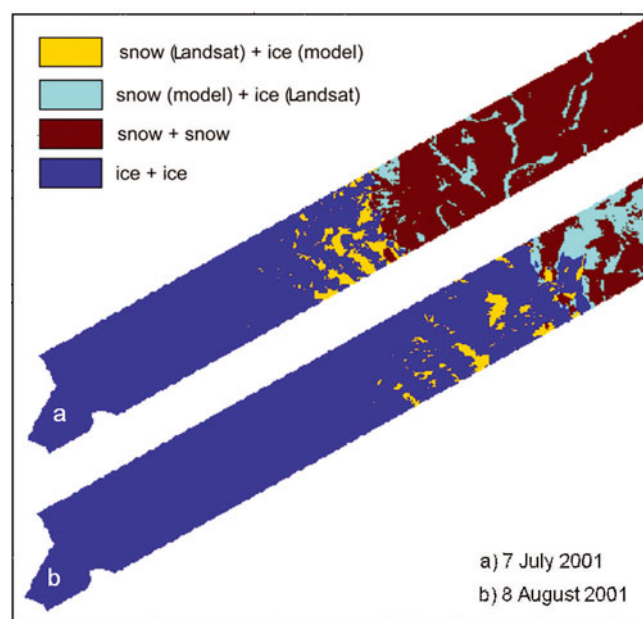 snow (Landsat) + ice (model)
snow (model) + ice (Landsat)
snow + snow
ice + ice
a
b
a) 7 July 2001
b) 8 August 2001